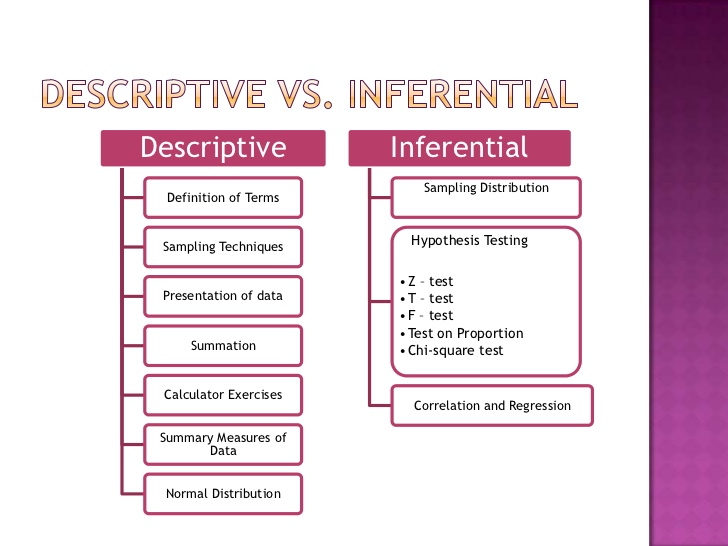 DESCRIPTIVE VS. INFERENTIAL
Descriptive
Definition of Terms
Sampling Techniques
Presentation of data
Summation
Calculator Exercises
Summary Measures of
Data
Normal Distribution
Inferential
Sampling Distribution
Hypothesis Testing
•Z – test
•T – test
•F – test
•Test on Proportion
•Chi-square test
Correlation and Regression